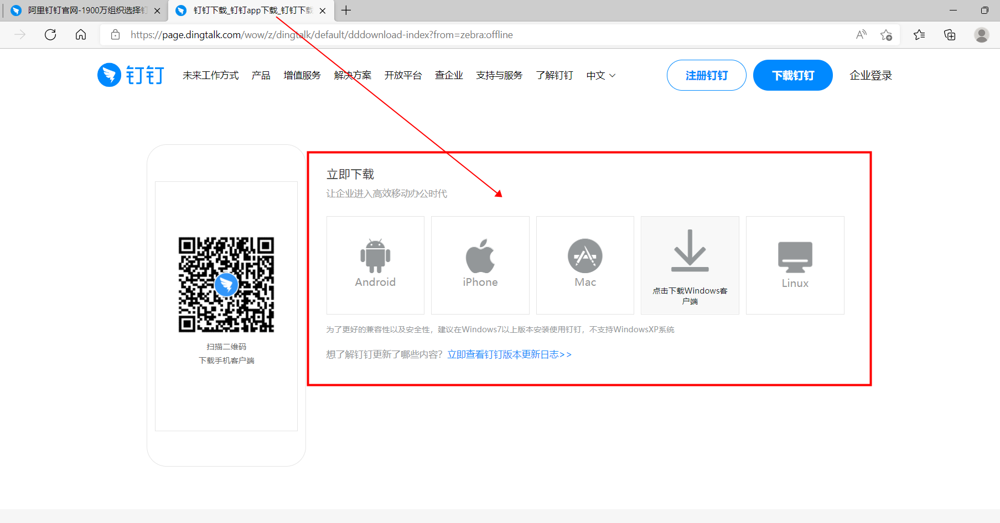 阿里钉钉官网-1900万组织选择钉
钉钉下载_钉钉app下载_钉钉下载
https://page.dingtalk.com/wow/z/dingtalk/default/dddownload-index?from=zebra:offline
钉钉 未来工作方式 产品 增值服务 解决方案 开放平台 查企业 支持与服务 了解钉钉 中文 注册钉钉 下载钉钉 企业登录
立即下载
让企业进入高效移动办公时代
Android
iPhone
Mac
点击下载Windows客
户端
Linux
为了更好的兼容性以及安全性，建议在Windows7以上版本安装使用钉钉，不支持WindowsXP系统
想了解钉钉更新了哪些内容？立即查看钉钉版本更新日志>>
扫描二维码
下载手机客户端